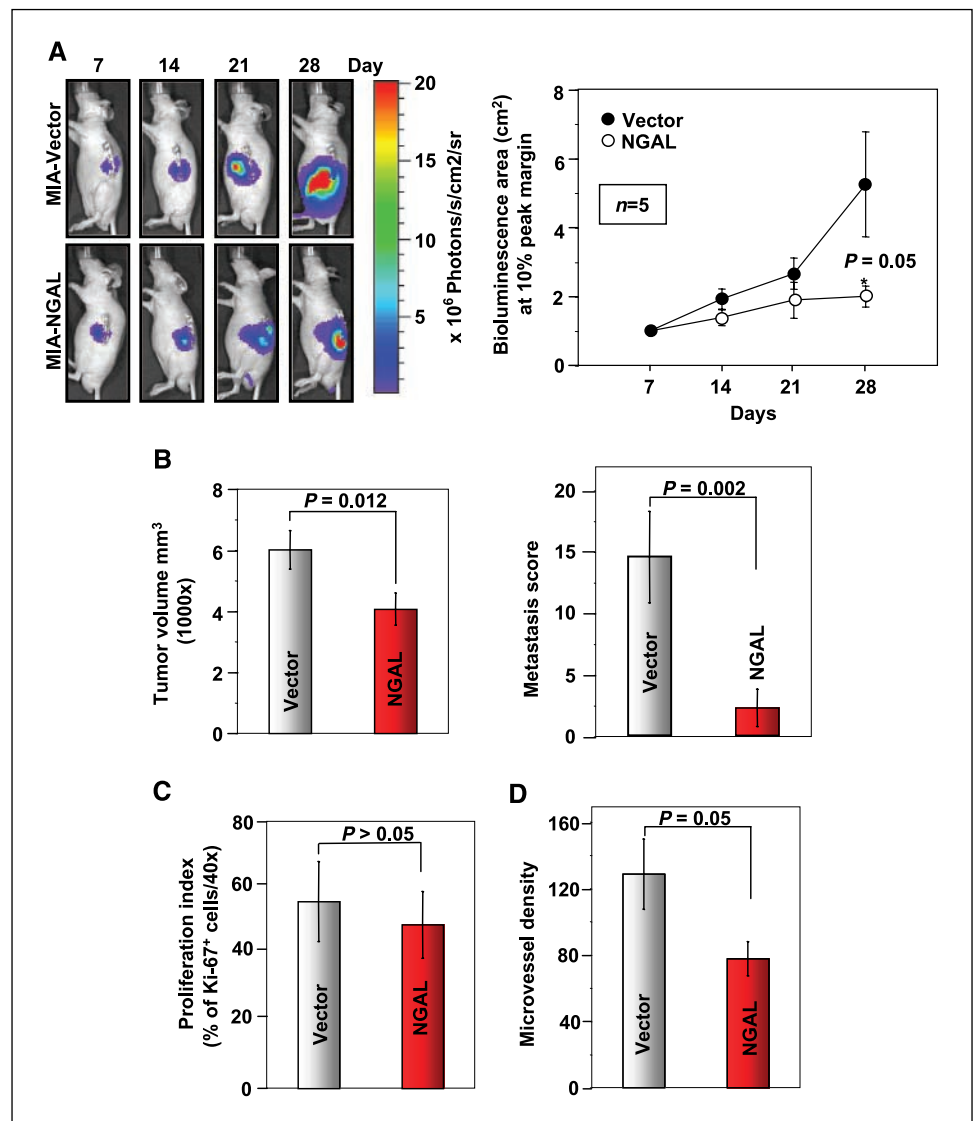 A
7 14 21 28 Day
MIA-Vector
MIA-NGAL
20
15
10
5
x 10⁶ Photons/s/cm2/sr
Bioluminescence area (cm²)
at 10% peak margin
8
6
4
2
0
Vector
NGAL
n=5
P = 0.05
*
7 14 21 28
Days
B
Tumor volume mm³
(1000x)
8
6
4
2
0
P = 0.012
Vector
NGAL
Metastasis score
20
15
10
5
0
P = 0.002
Vector
NGAL
C
Proliferation index
(% of Ki-67⁺ cells/40x)
80
60
40
20
0
P > 0.05
Vector
NGAL
D
Microvessel density
160
120
80
40
0
P = 0.05
Vector
NGAL